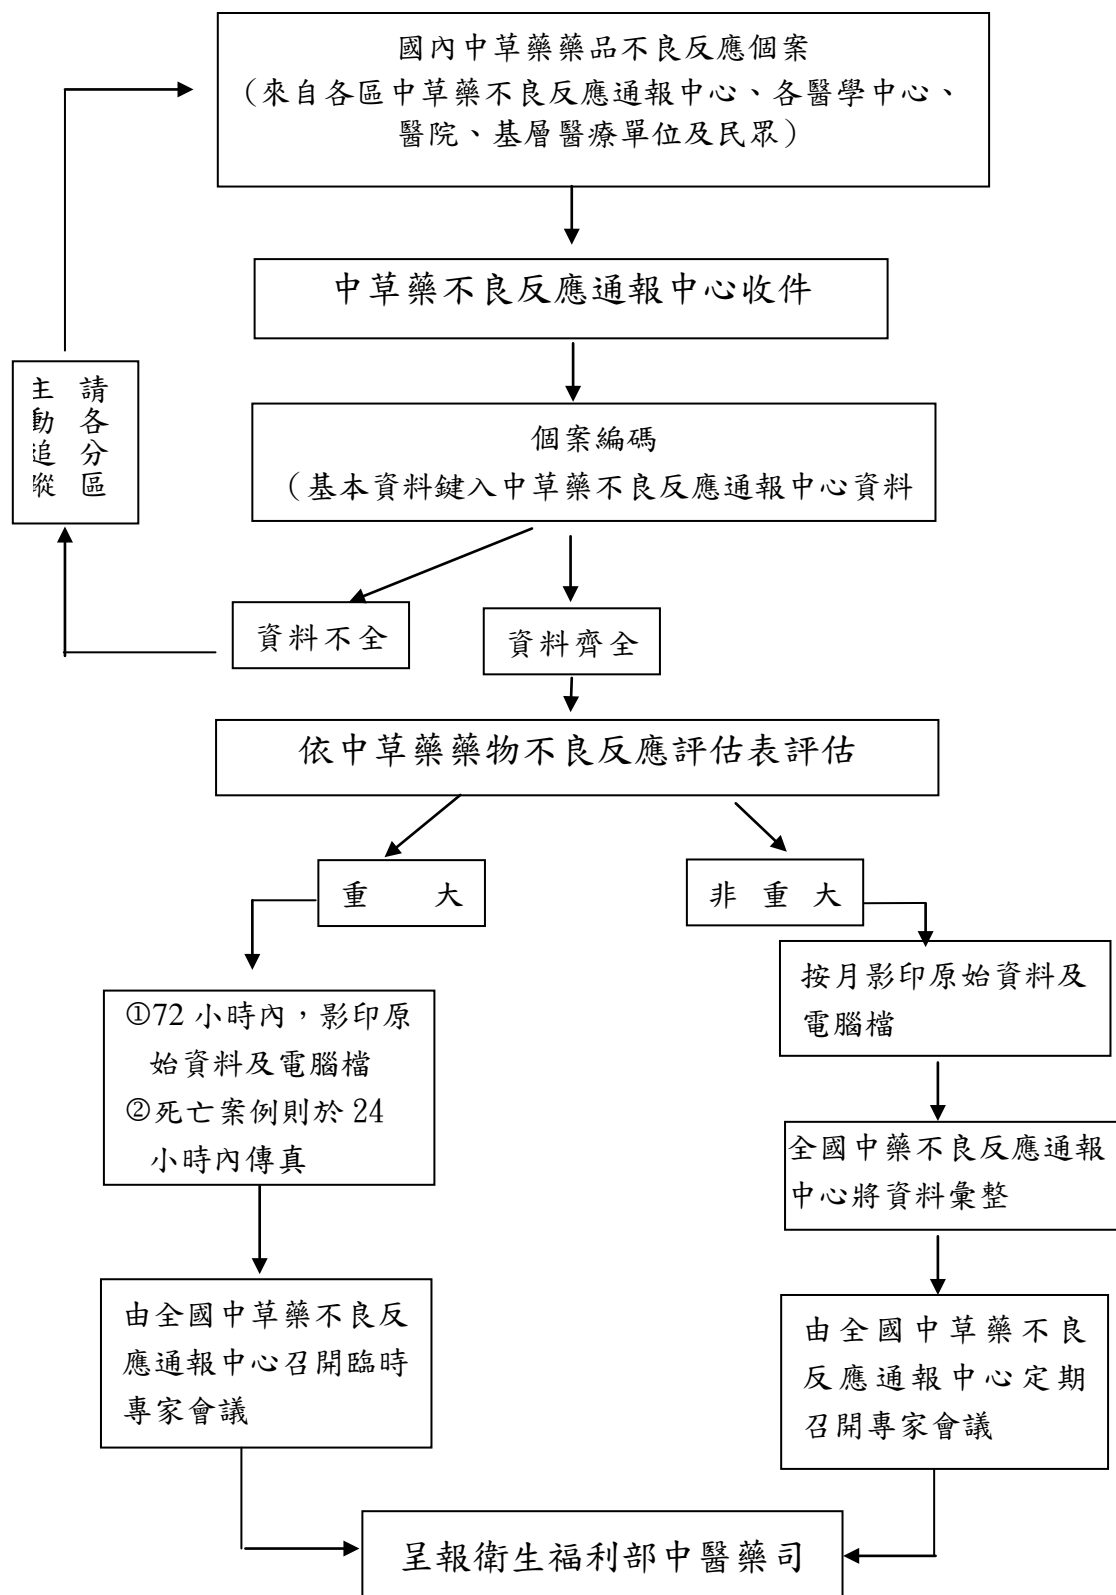 國內中草藥藥品不良反應個案
（來自各區中草藥不良反應通報中心、各醫學中心、
醫院、基層醫療單位及民眾）
中草藥不良反應通報中心收件
請各分區
主動追蹤
個案編碼
（基本資料鍵入中草藥不良反應通報中心資料
資料不全
資料齊全
依中草藥藥物不良反應評估表評估
重 大
非 重 大
①72 小時內，影印原
始資料及電腦檔
②死亡案例則於 24
小時內傳真
按月影印原始資料及
電腦檔
全國中藥不良反應通報
中心將資料彙整
由全國中草藥不良反
應通報中心召開臨時
專家會議
由全國中草藥不良
反應通報中心定期
召開專家會議
呈報衛生福利部中醫藥司